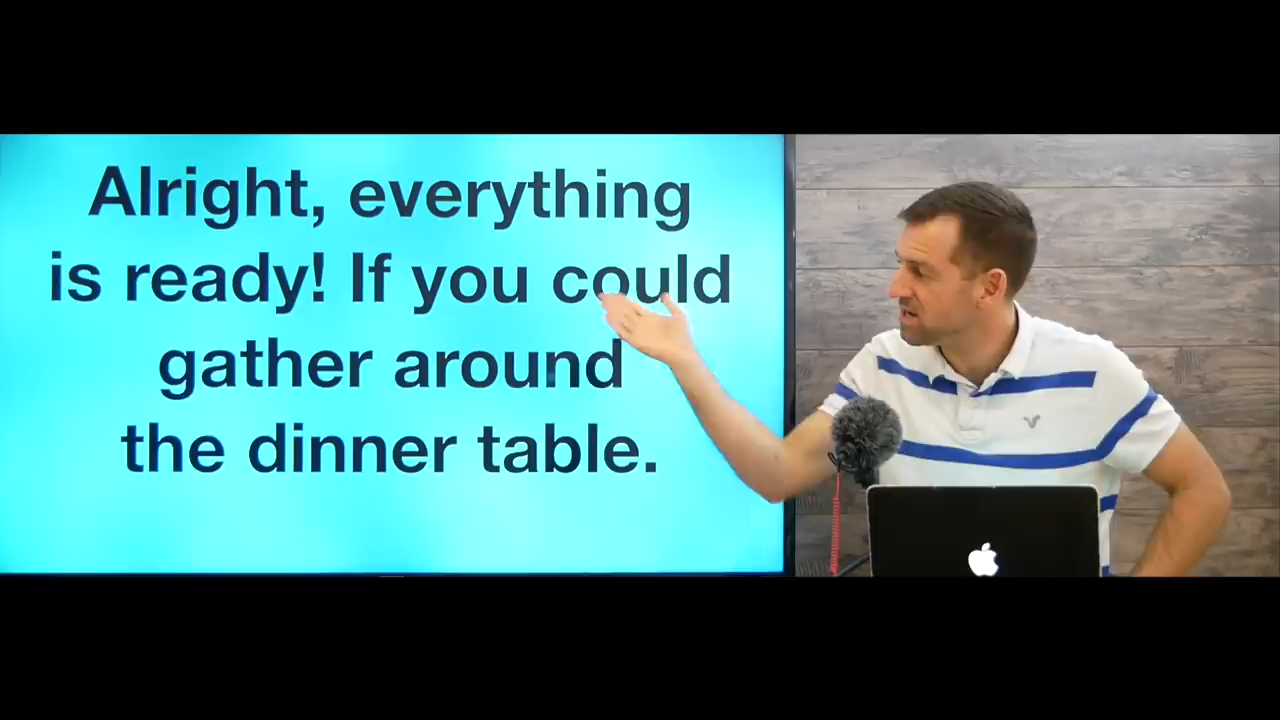 Alright, everything
is ready! If you could
gather around
the dinner table.